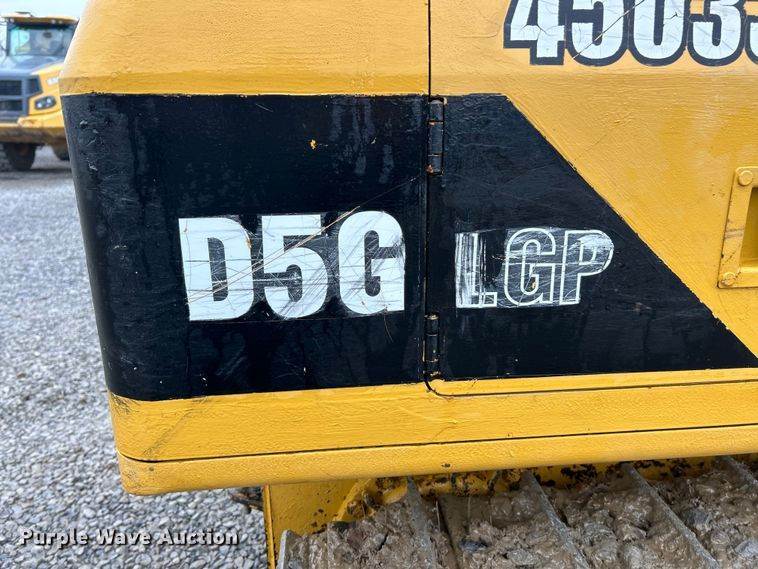 D5G LGP
Purple Wave Auction